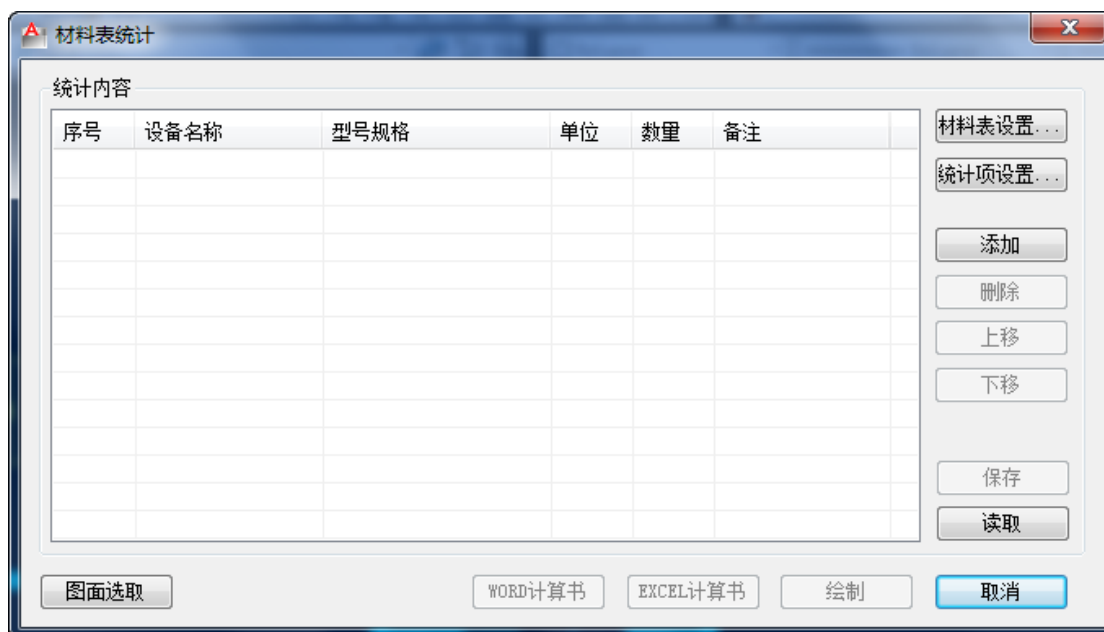 材料表统计
统计内容
序号 设备名称 型号规格 单位 数量 备注
材料表设置...
统计项设置...
添加
删除
上移
下移
保存
读取
图面选取 WORD计算书 EXCEL计算书 绘制 取消